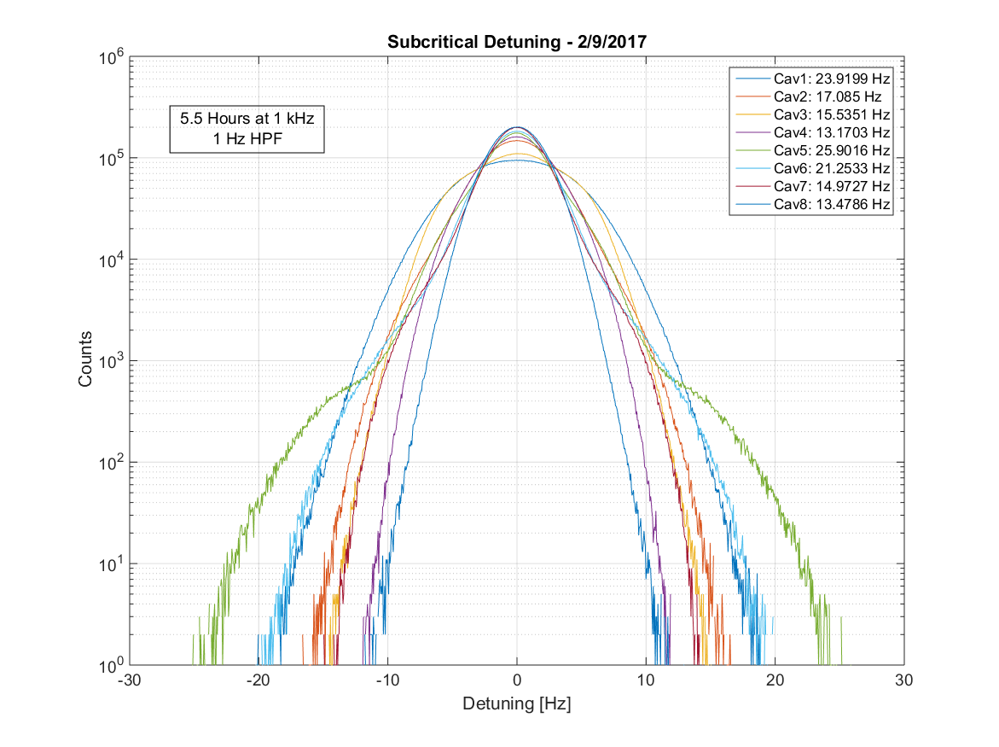 Subcritical Detuning - 2/9/2017
10^6
10^5
10^4
10^3
10^2
10^1
10^0
Counts
5.5 Hours at 1 kHz
1 Hz HPF
Cav1: 23.9199 Hz
Cav2: 17.085 Hz
Cav3: 15.5351 Hz
Cav4: 13.1703 Hz
Cav5: 25.9016 Hz
Cav6: 21.2533 Hz
Cav7: 14.9727 Hz
Cav8: 13.4786 Hz
-30 -20 -10 0 10 20 30
Detuning [Hz]